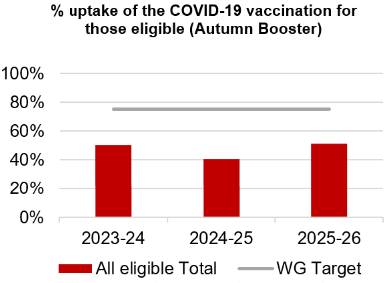 % uptake of the COVID-19 vaccination for
those eligible (Autumn Booster)
100%
80%
60%
40%
20%
0%
2023-24 2024-25 2025-26
All eligible Total WG Target